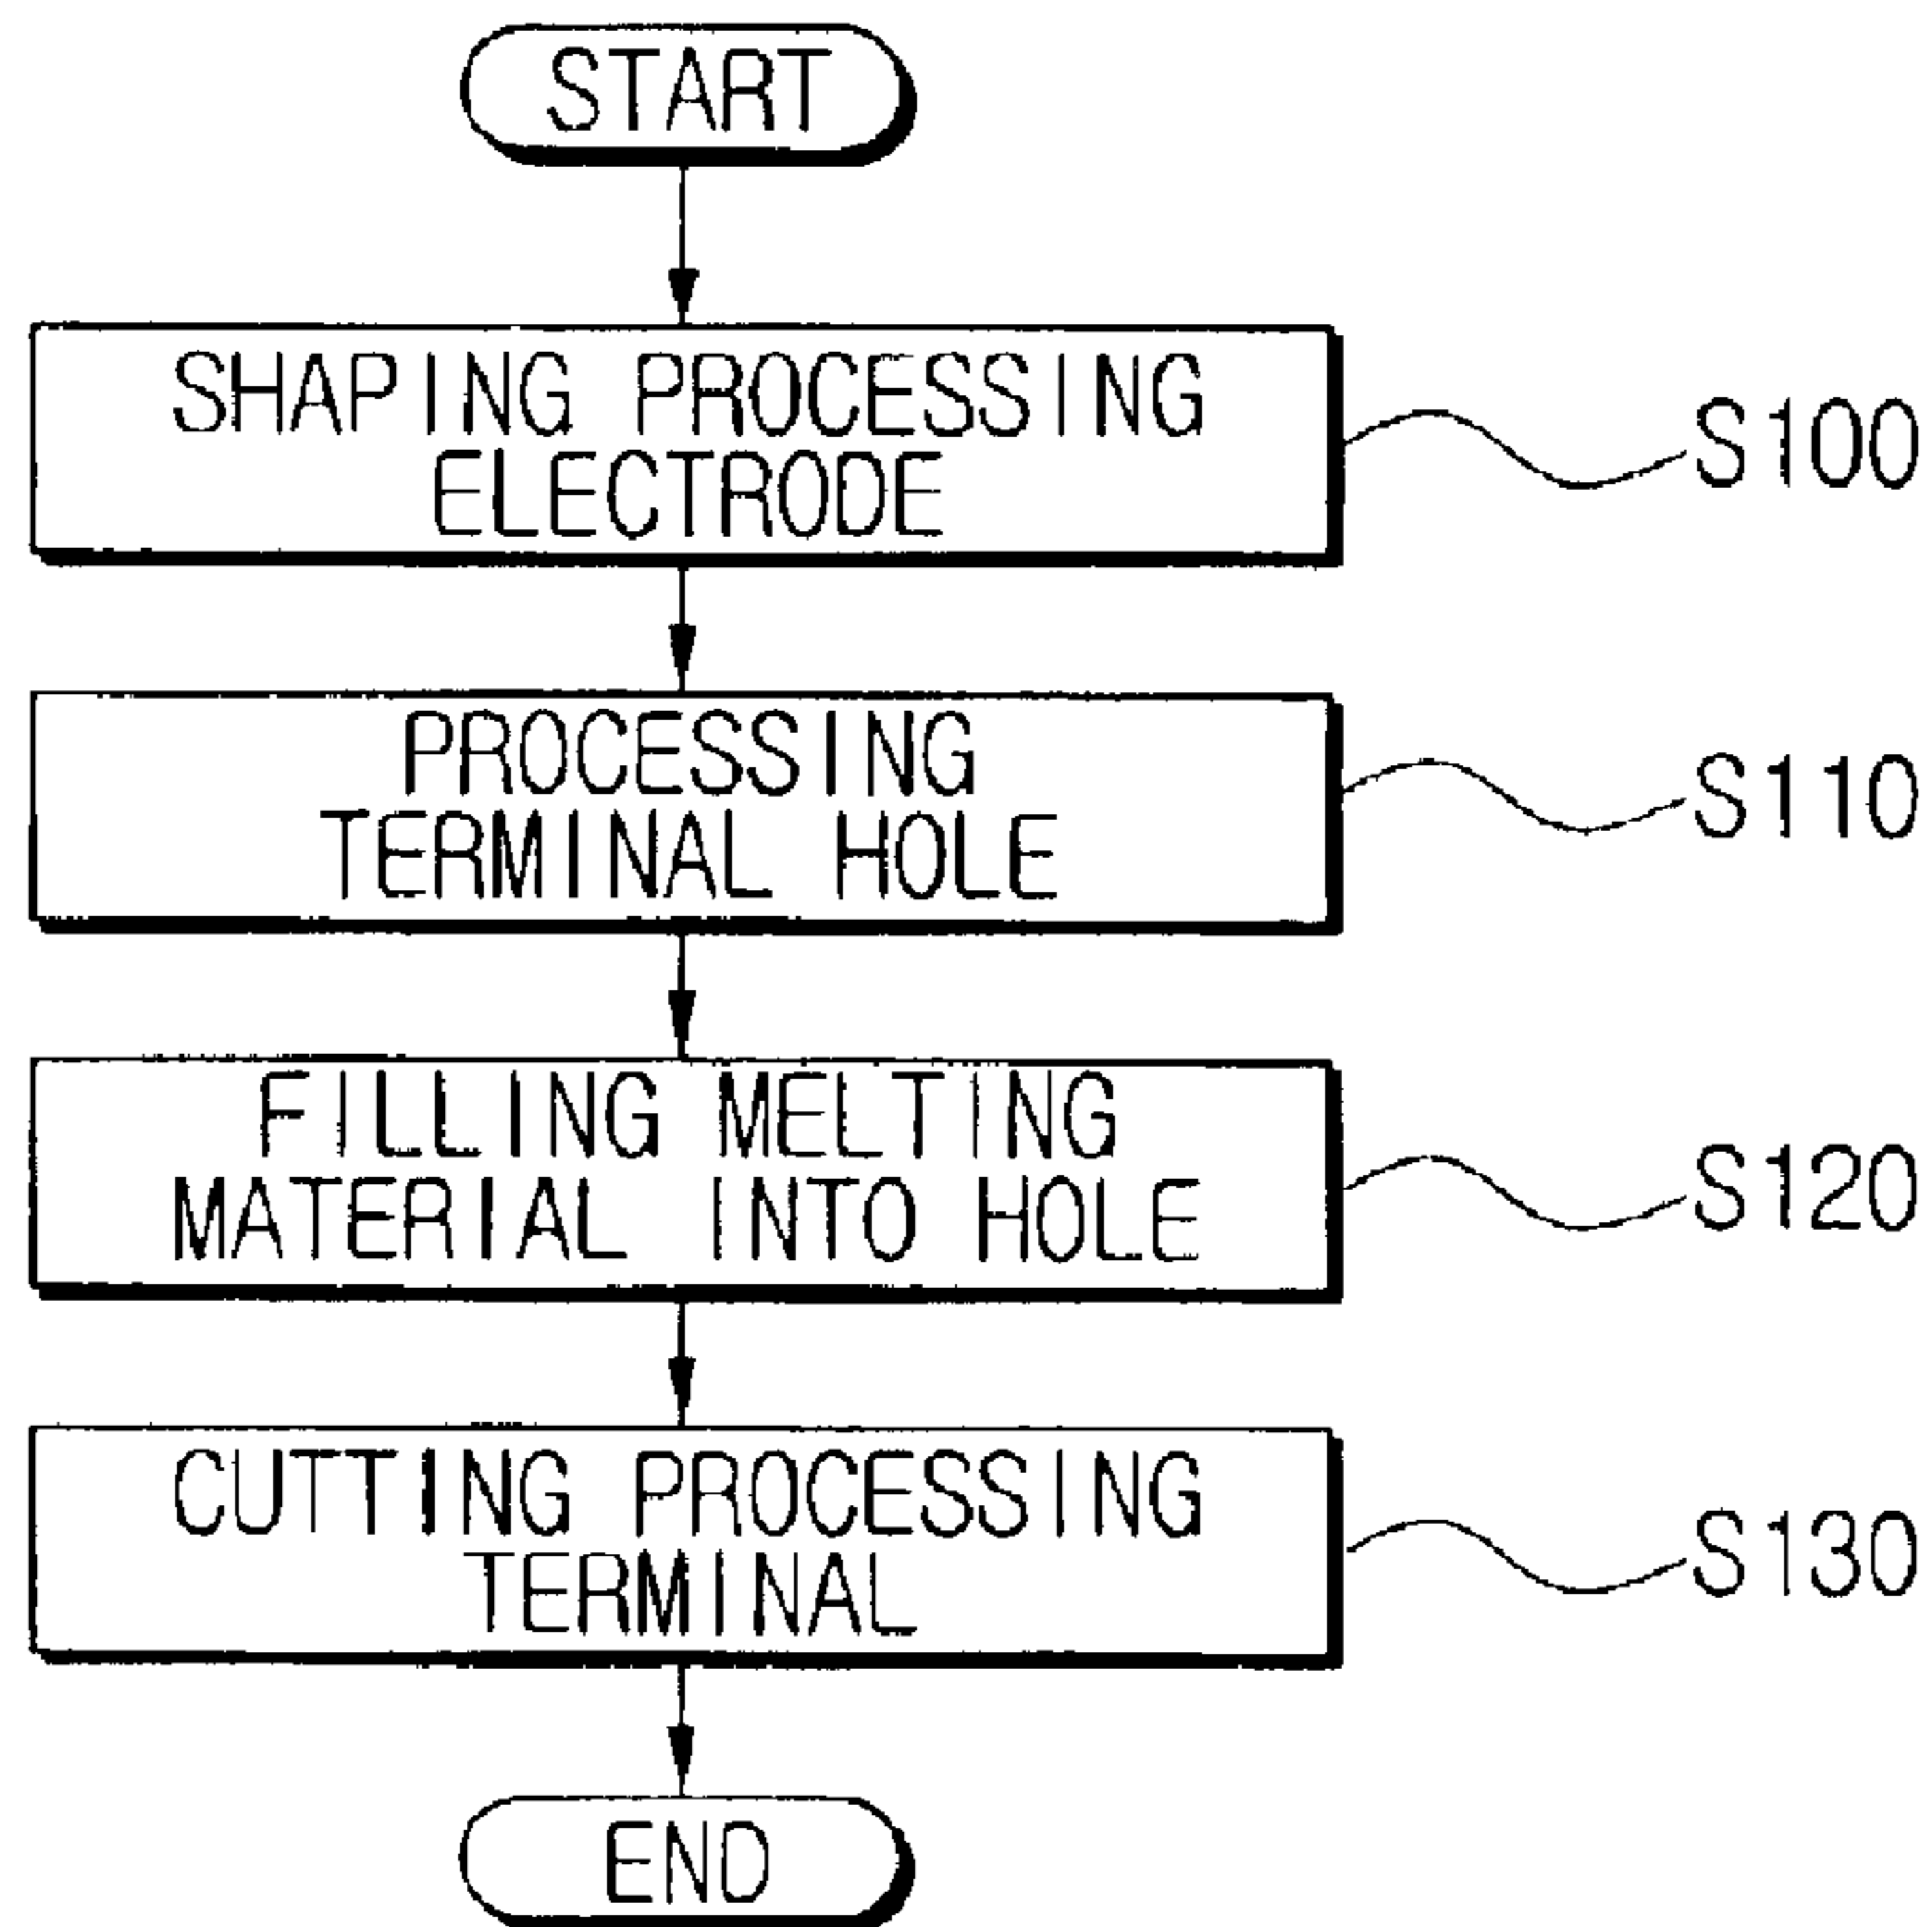 START
SHAPING PROCESSING
ELECTRODE
S100
PROCESSING
TERMINAL HOLE
S110
FILLING MELTING
MATERIAL INTO HOLE
S120
CUTTING PROCESSING
TERMINAL
S130
END